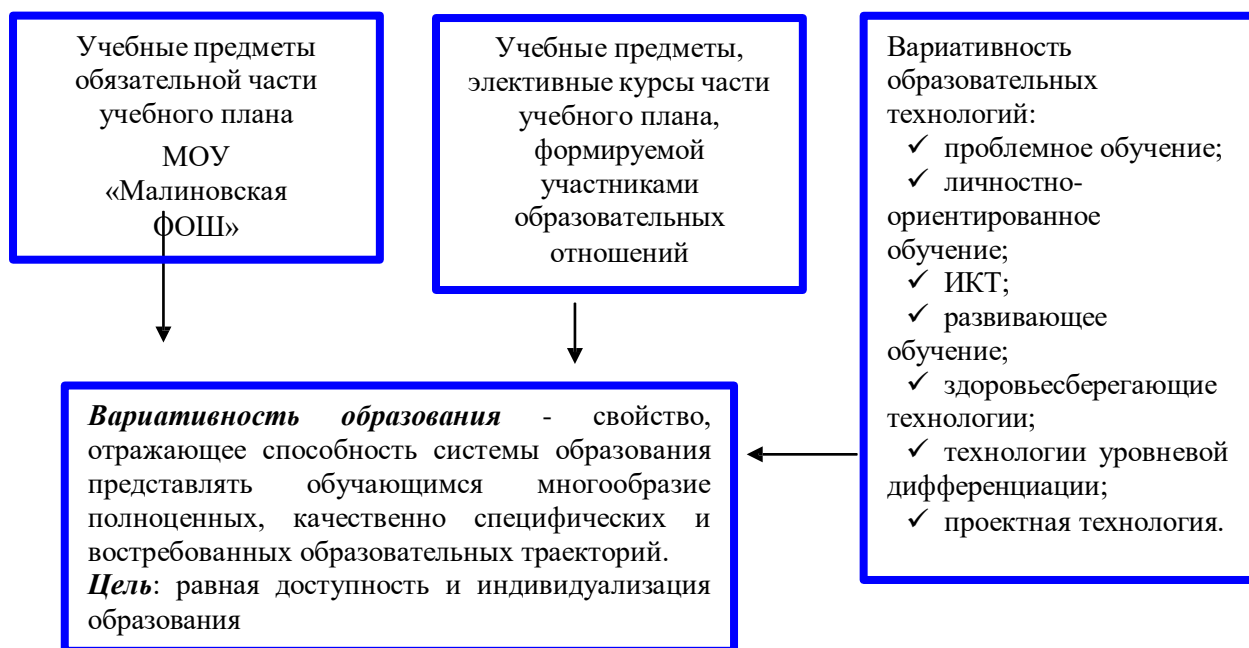 Учебные предметы
обязательной части
учебного плана
МОУ
«Малиновская
ООШ»
Учебные предметы,
элективные курсы части
учебного плана,
формируемой
участниками
образовательных
отношений
Вариативность
образовательных
технологий:
✓ проблемное обучение;
✓ личностно-
ориентированное
обучение;
✓ ИКТ;
✓ развивающее
обучение;
✓ здоровьесберегающие
технологии;
✓ технологии уровневой
дифференциации;
✓ проектная технология.
Вариативность образования - свойство,
отражающее способность системы образования
представлять обучающимся многообразие
полноценных, качественно специфических и
востребованных образовательных траекторий.
Цель: равная доступность и индивидуализация
образования